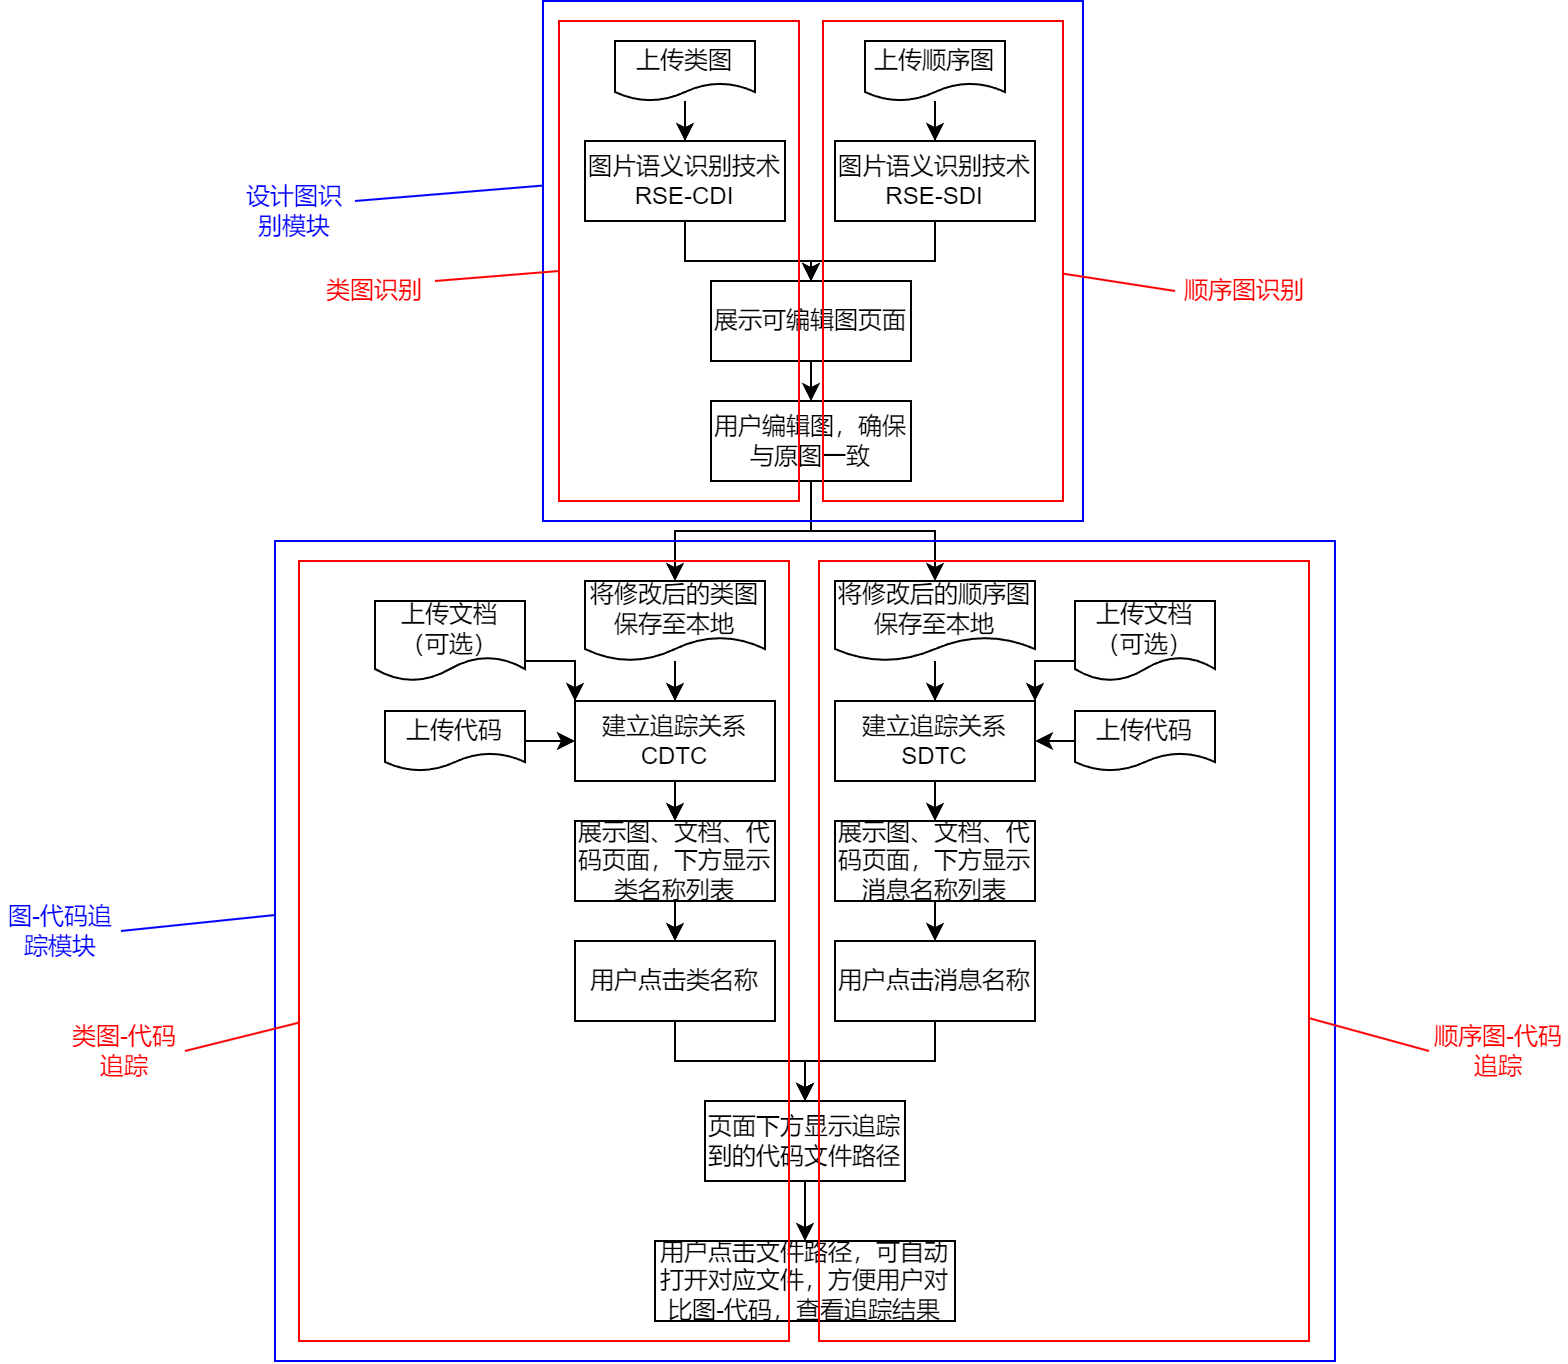 上传类图
上传顺序图
图片语义识别技术
RSE-CDI
图片语义识别技术
RSE-SDI
设计图识
别模块
类图识别
顺序图识别
展示可编辑图页面
用户编辑图，确保
与原图一致
将修改后的类图
保存至本地
将修改后的顺序图
保存至本地
上传文档
（可选）
上传文档
（可选）
上传代码
建立追踪关系
CDTC
建立追踪关系
SDTC
上传代码
展示图、文档、代
码页面，下方显示
类名称列表
展示图、文档、代
码页面，下方显示
消息名称列表
图-代码追
踪模块
用户点击类名称
用户点击消息名称
类图-代码
追踪
顺序图-代码
追踪
页面下方显示追踪
到的代码文件路径
用户点击文件路径，可自动
打开对应文件，方便用户对
比图-代码，查看追踪结果